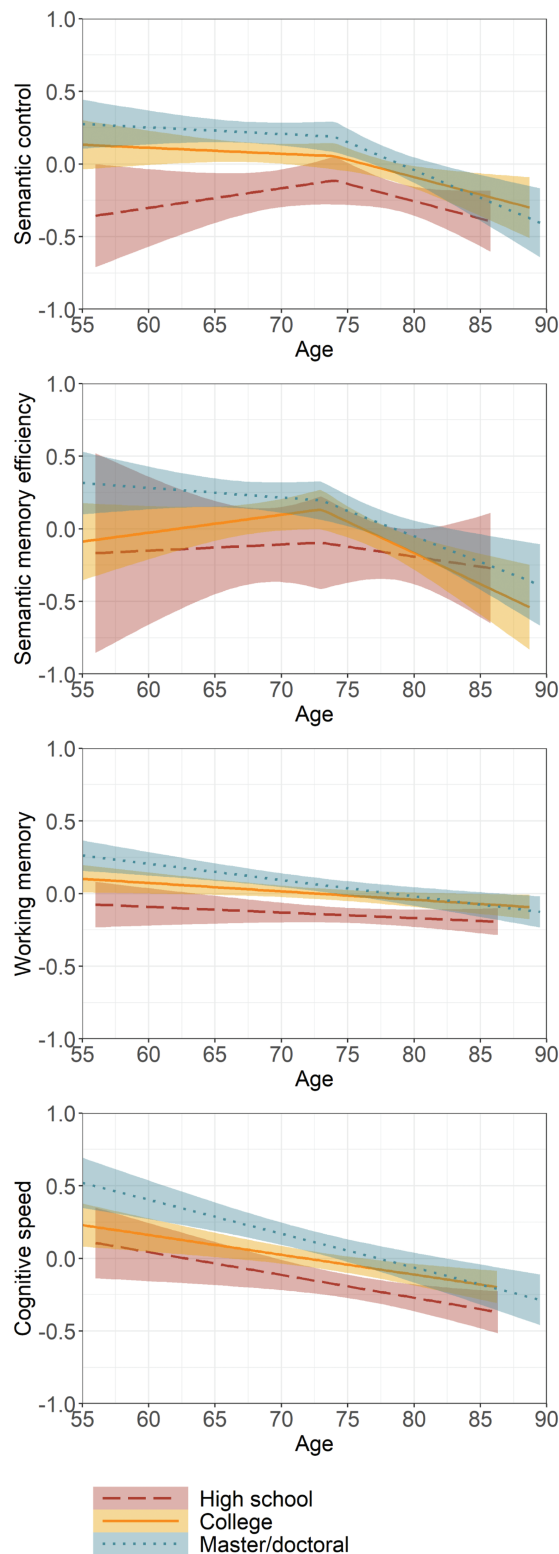 1.0
0.5
0.0
-0.5
-1.0
Semantic control
55 60 65 70 75 80 85 90
Age
1.0
0.5
0.0
-0.5
-1.0
Semantic memory efficiency
55 60 65 70 75 80 85 90
Age
1.0
0.5
0.0
-0.5
-1.0
Working memory
55 60 65 70 75 80 85 90
Age
1.0
0.5
0.0
-0.5
-1.0
Cognitive speed
55 60 65 70 75 80 85 90
Age
High school
College
Master/doctoral